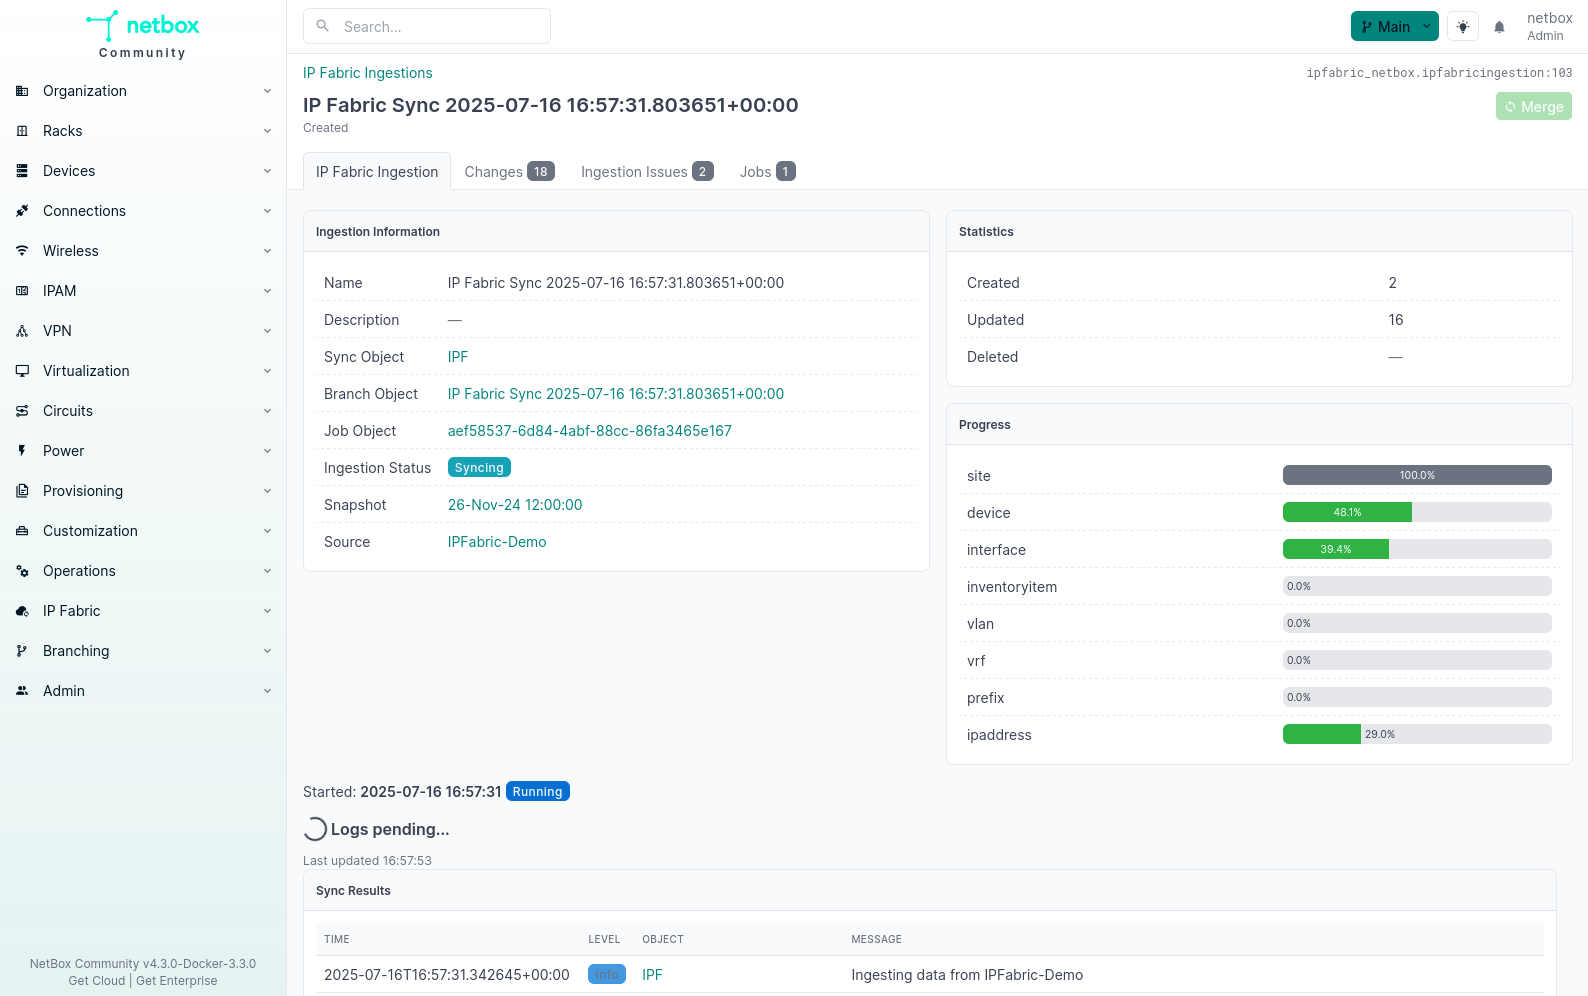 netbox
Community
Organization
Racks
Devices
Connections
Wireless
IPAM
VPN
Virtualization
Circuits
Power
Provisioning
Customization
Operations
IP Fabric
Branching
Admin
NetBox Community v4.3.0-Docker-3.3.0
Get Cloud | Get Enterprise
Search...
Main
netbox
Admin
IP Fabric Ingestions
ipfabric_netbox.ipfabricingestion:103
IP Fabric Sync 2025-07-16 16:57:31.803651+00:00
Created
Merge
IP Fabric Ingestion
Changes 18
Ingestion Issues 2
Jobs 1
Ingestion Information
Name IP Fabric Sync 2025-07-16 16:57:31.803651+00:00
Description —
Sync Object IPF
Branch Object IP Fabric Sync 2025-07-16 16:57:31.803651+00:00
Job Object aef58537-6d84-4abf-88cc-86fa3465e167
Ingestion Status Syncing
Snapshot 26-Nov-24 12:00:00
Source IPFabric-Demo
Statistics
Created 2
Updated 16
Deleted —
Progress
site 100.0%
device 48.1%
interface 39.4%
inventoryitem 0.0%
vlan 0.0%
vrf 0.0%
prefix 0.0%
ipaddress 29.0%
Started: 2025-07-16 16:57:31 Running
Logs pending...
Last updated 16:57:53
Sync Results
TIME LEVEL OBJECT MESSAGE
2025-07-16T16:57:31.342645+00:00 Info IPF Ingesting data from IPFabric-Demo